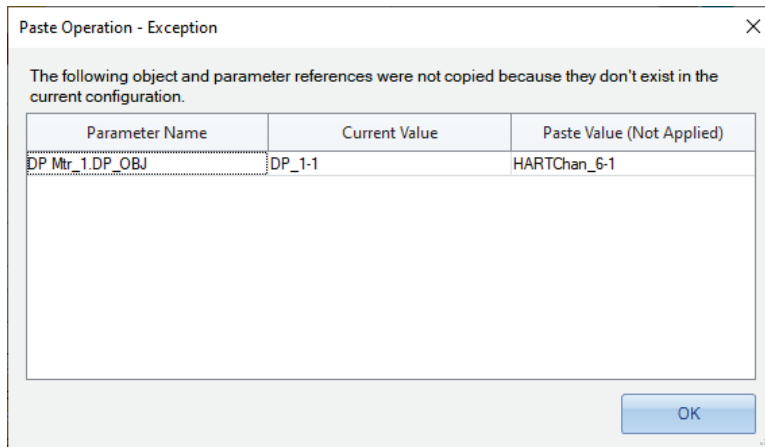 Paste Operation - Exception
The following object and parameter references were not copied because they don't exist in the
current configuration.
Parameter Name Current Value Paste Value (Not Applied)
DP Mtr_1.DP_OBJ DP_1-1 HARTChan_6-1
OK